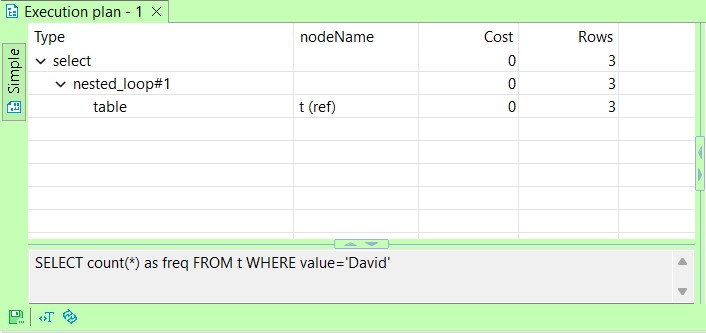 Execution plan - 1
Simple
Type nodeName Cost Rows
select 0 3
nested_loop#1 0 3
table t (ref) 0 3
SELECT count(*) as freq FROM t WHERE value='David'